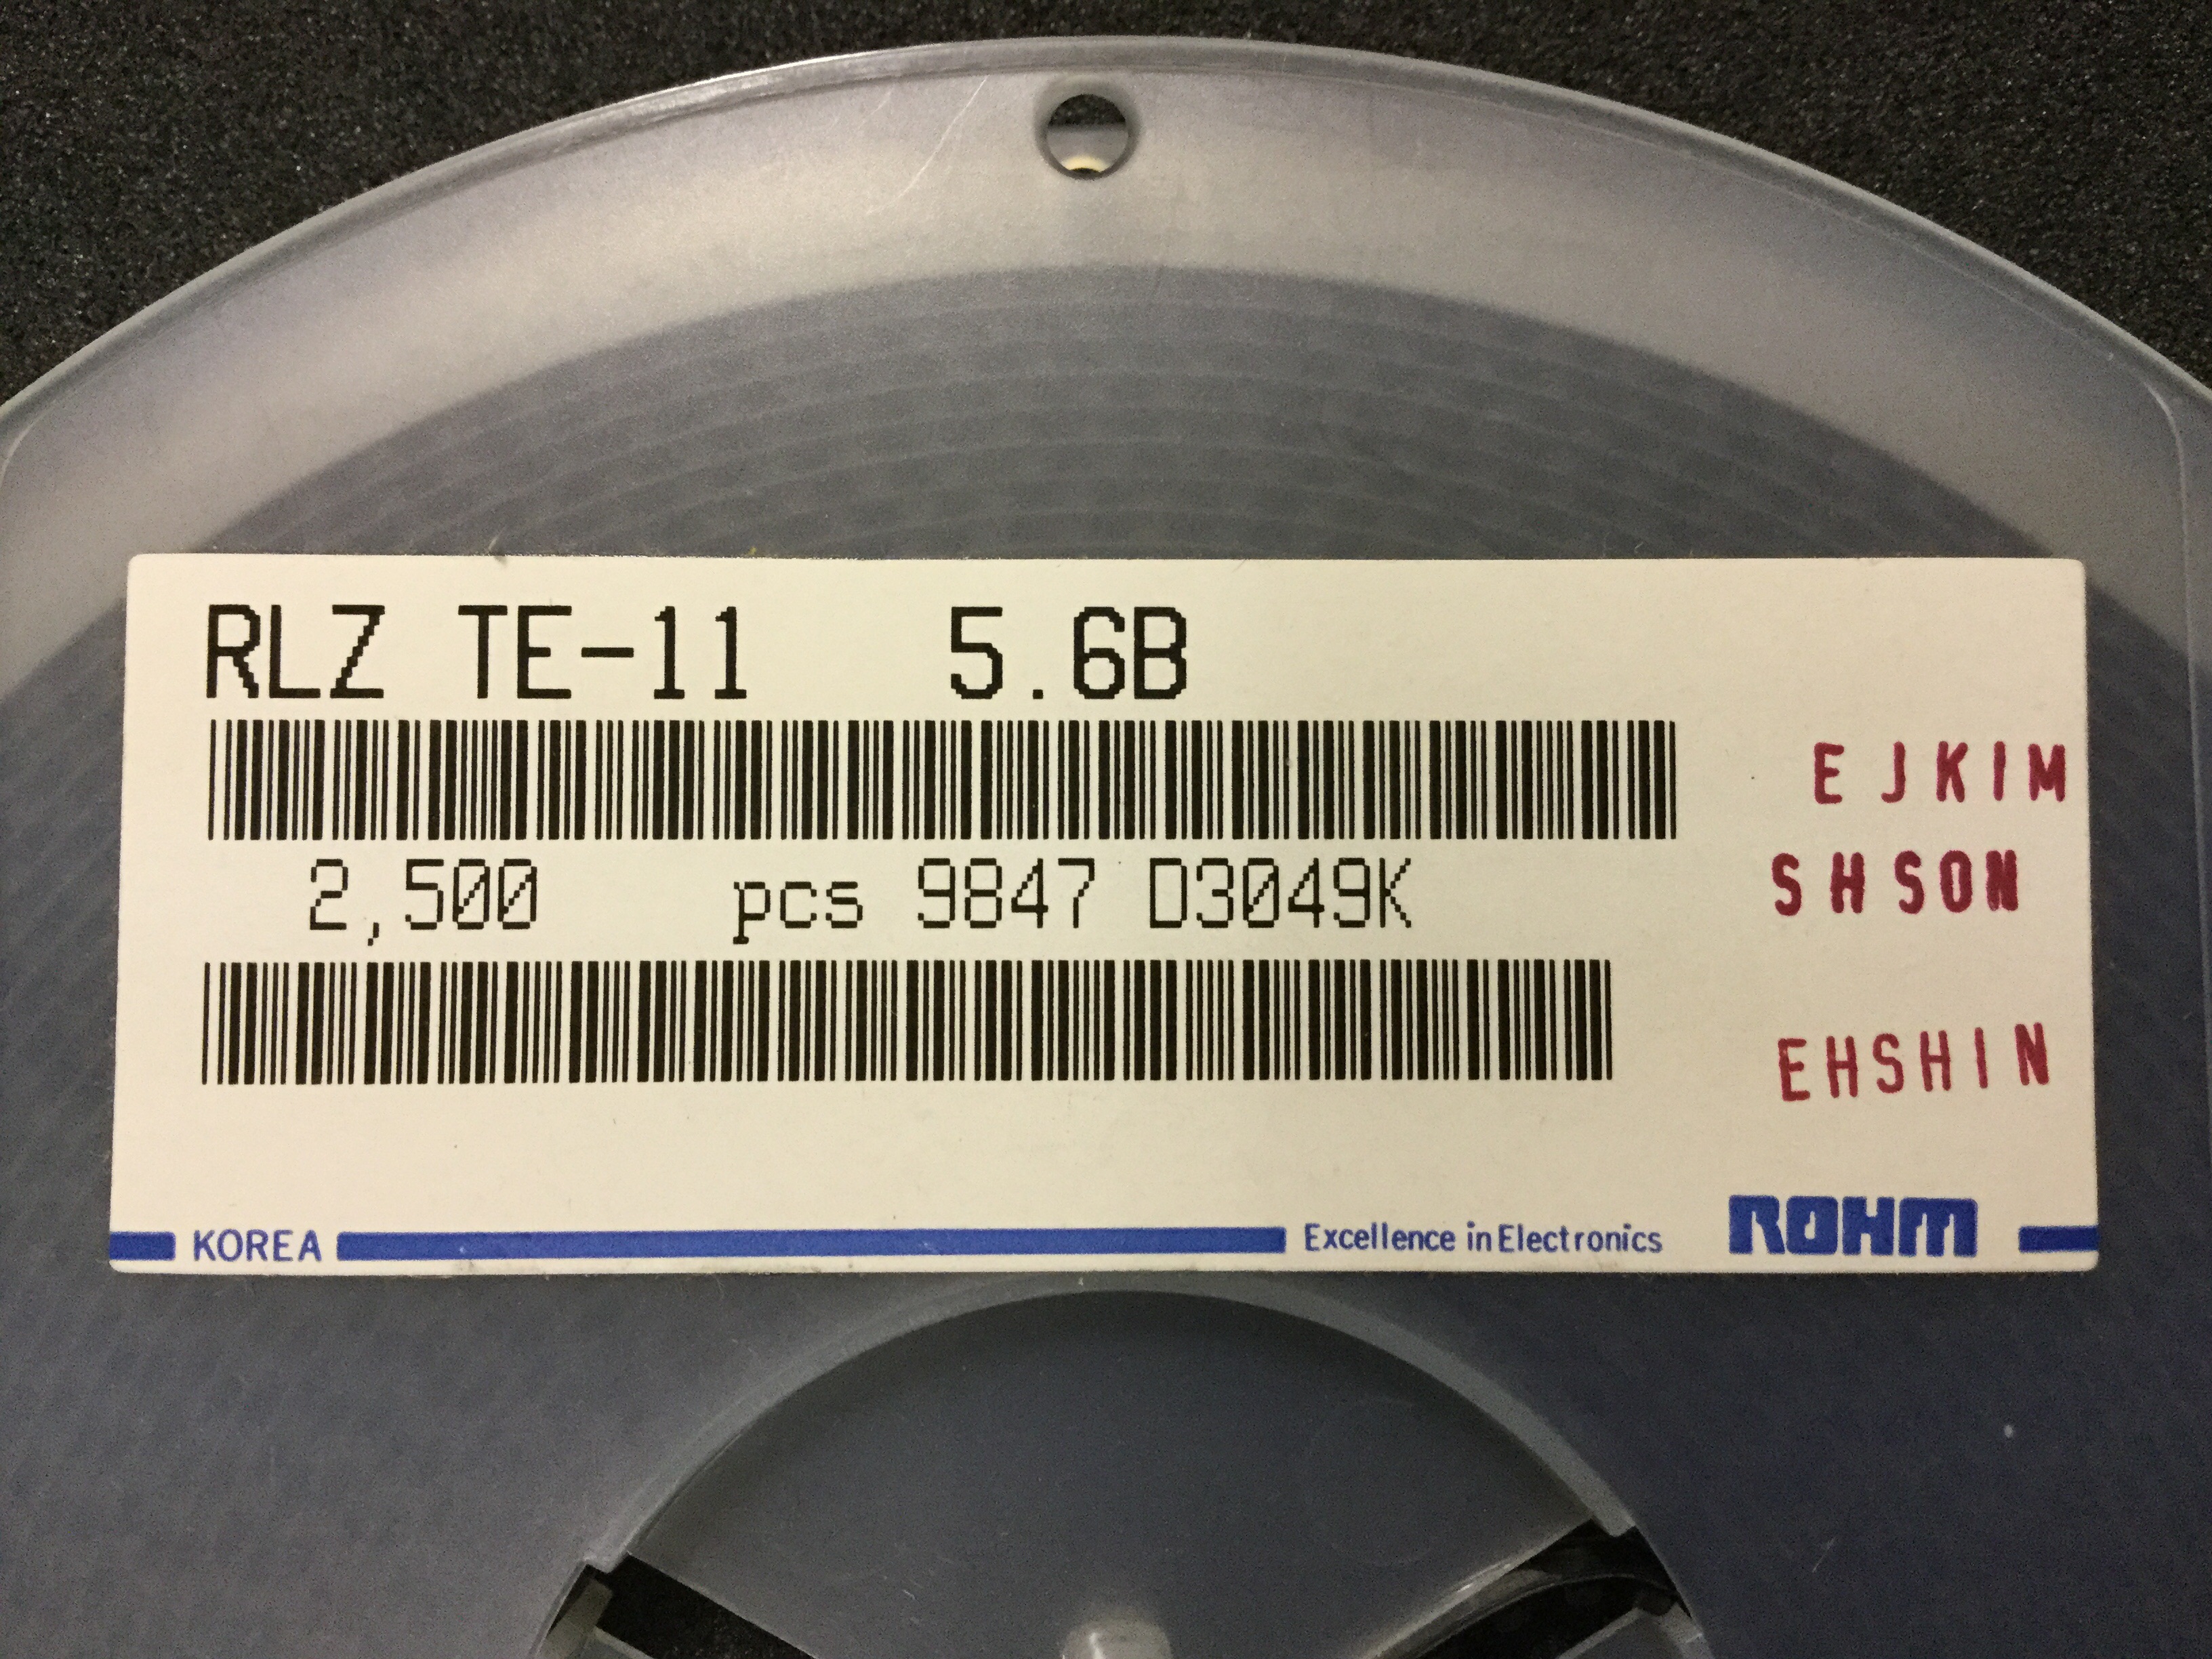 RLZ TE-11 5.6B
EJKIM
2,500 pcs 9847 D3049K
SHSON
EHSHIN
KOREA Excellence in Electronics ROHM